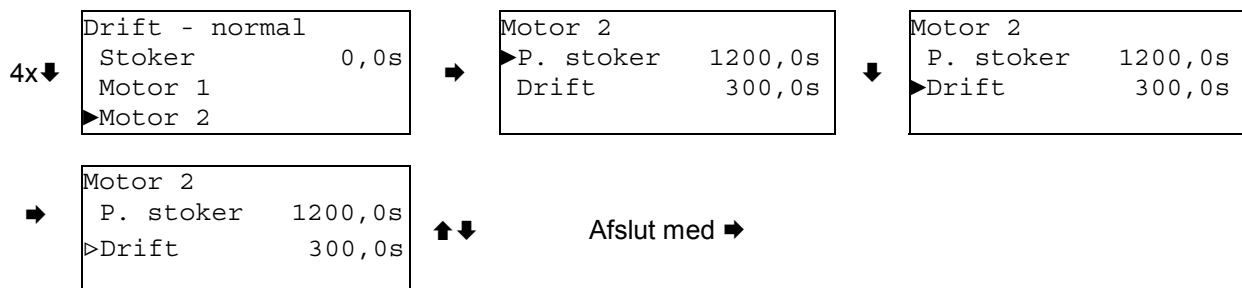 4x⬇
Drift - normal
Stoker 0,0s
Motor 1
►Motor 2
➡
Motor 2
►P. stoker 1200,0s
Drift 300,0s
⬇
Motor 2
P. stoker 1200,0s
►Drift 300,0s
➡
Motor 2
P. stoker 1200,0s
▷Drift 300,0s
⬆⬇
Afslut med ➡